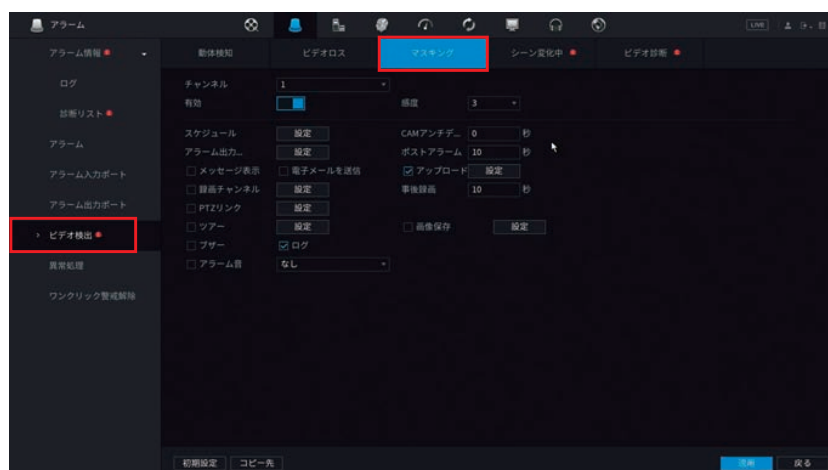 アラーム
LIVE
アラーム情報
動体検知 ビデオロス マスキング シーン変化中 ビデオ診断
ログ
チャンネル 1
有効 感度 3
診断リスト
スケジュール 設定 CAMアンチデ... 0 秒
アラーム
アラーム出力... 設定 ポストアラーム 10 秒
アラーム入力ポート
メッセージ表示 電子メールを送信 アップロード 設定
録画チャンネル 設定 事後録画 10 秒
アラーム出力ポート
PTZリンク 設定
ツアー 設定 画像保存 設定
ビデオ検出
ブザー ログ
異常処理
アラーム音 なし
ワンクリック警戒解除
初期設定 コピー先 適用 戻る